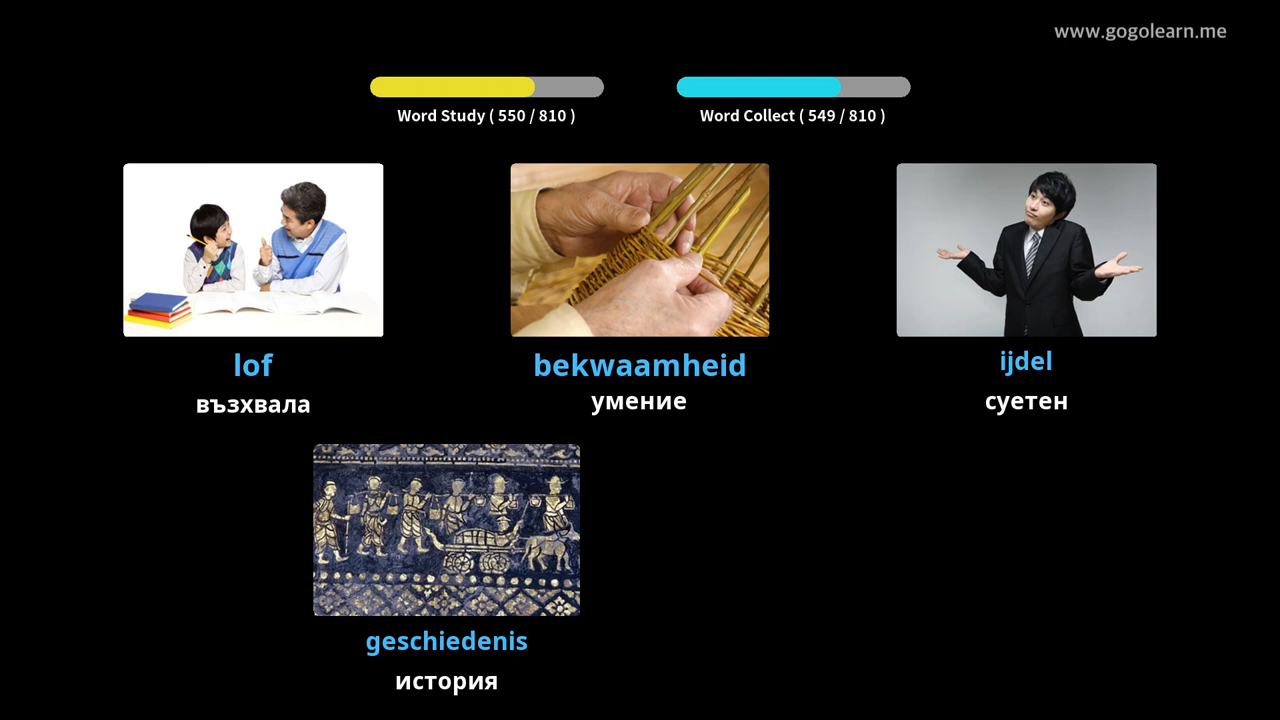 www.gogolearn.me
Word Study ( 550 / 810 )
Word Collect ( 549 / 810 )
lof
bekwaamheid
ijdel
възхвала
умение
суетен
geschiedenis
история